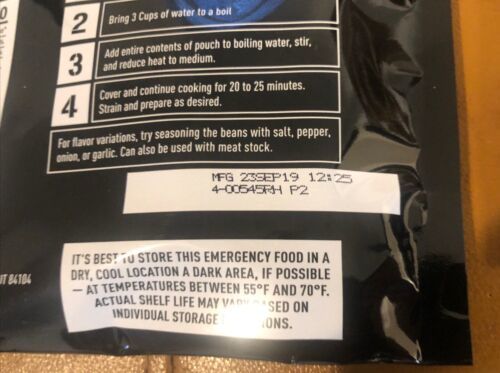 2
Bring 3 Cups of water to a boil
3
Add entire contents of pouch to boiling water, stir,
and reduce heat to medium.
4
Cover and continue cooking for 20 to 25 minutes.
Strain and prepare as desired.
For flavor variations, try seasoning the beans with salt, pepper,
onion, or garlic. Can also be used with meat stock.
MFG 23SEP19 12:25
4-00545RH P2
IT'S BEST TO STORE THIS EMERGENCY FOOD IN A
DRY, COOL LOCATION A DARK AREA, IF POSSIBLE
— AT TEMPERATURES BETWEEN 55°F AND 70°F.
ACTUAL SHELF LIFE MAY VARY BASED ON
INDIVIDUAL STORAGE
UT 84104